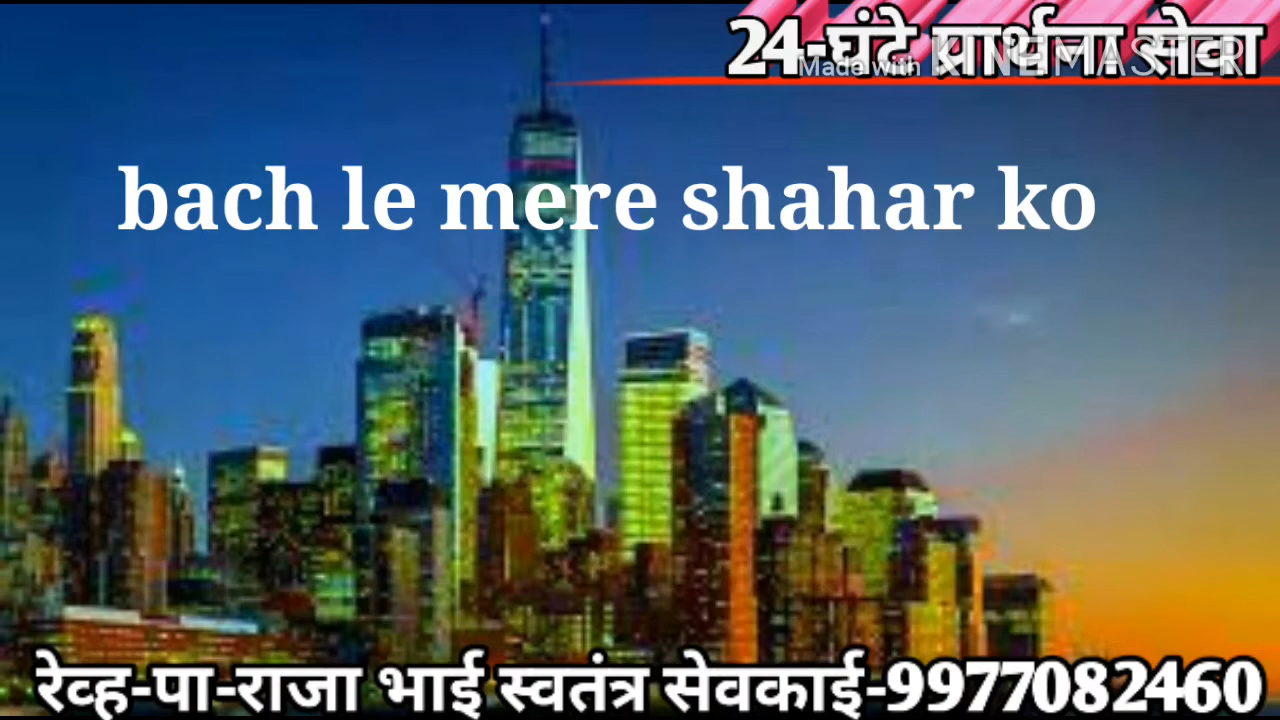 24-घंटे प्रार्थना सेवा
Made with KINEMASTER
bach le mere shahar ko
रेव्ह-पा-राजा भाई स्वतंत्र सेवकाई-9977082460